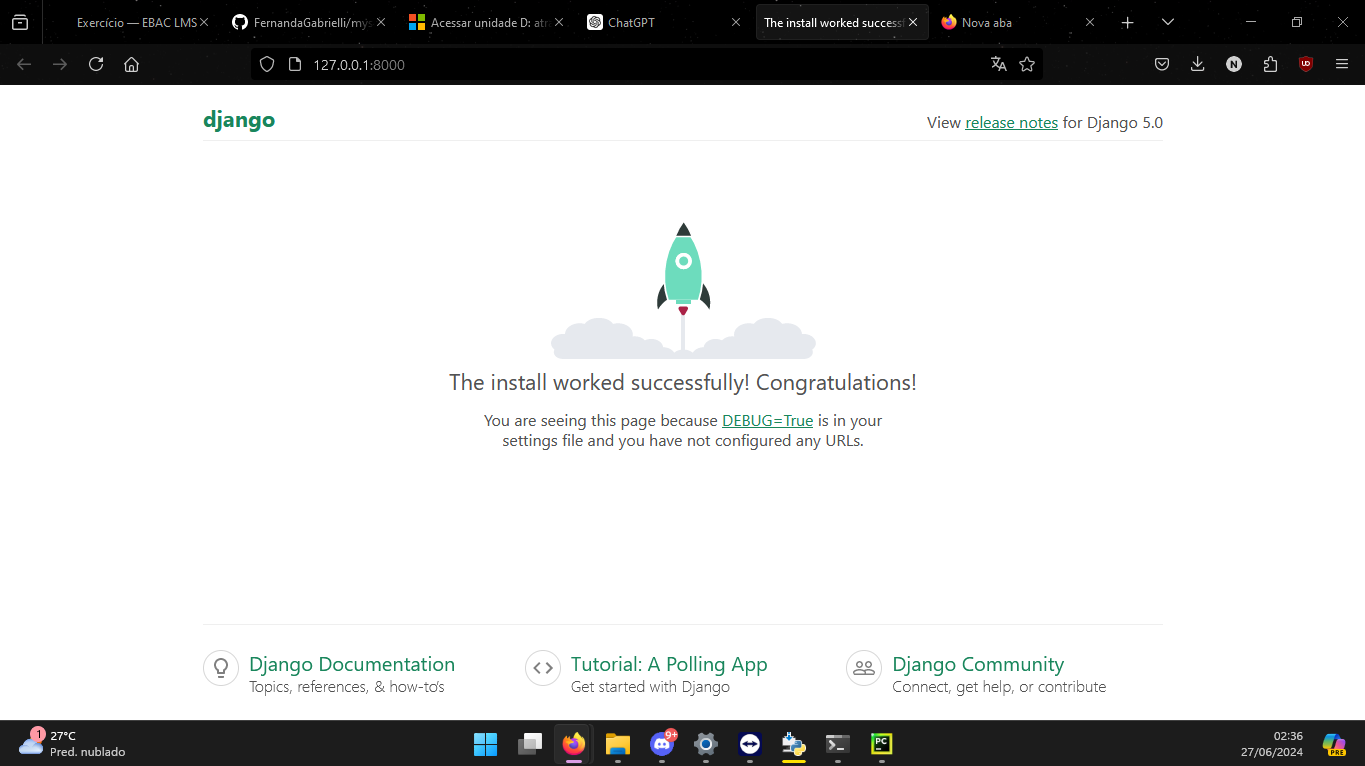 Exercício — EBAC LMS
FernandaGabrielli/mys
Acessar unidade D: atra
ChatGPT
The install worked successf
Nova aba
127.0.0.1:8000
N
django
View release notes for Django 5.0
The install worked successfully! Congratulations!
You are seeing this page because DEBUG=True is in your
settings file and you have not configured any URLs.
Django Documentation
Topics, references, & how-to's
Tutorial: A Polling App
Get started with Django
Django Community
Connect, get help, or contribute
1
27°C
Pred. nublado
9+
PC
02:36
27/06/2024
PRE